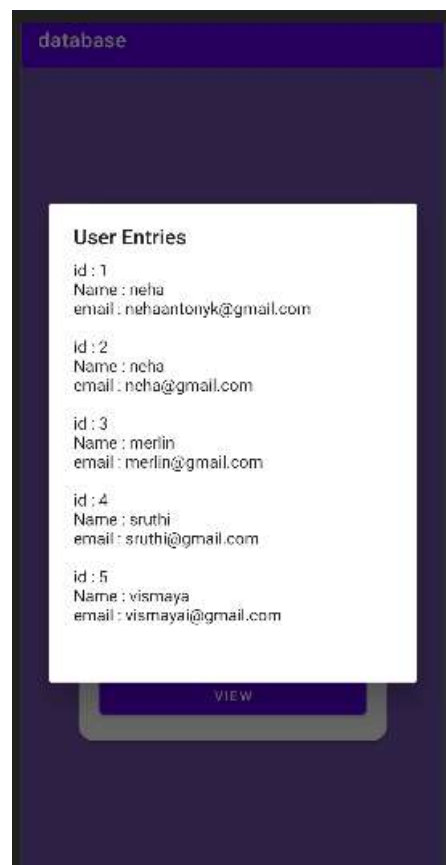 database
User Entries
id : 1
Name : neha
email : nehaantonyk@gmail.com
id : 2
Name : neha
email : neha@gmail.com
id : 3
Name : merlin
email : merlin@gmail.com
id : 4
Name : sruthi
email : sruthi@gmail.com
id : 5
Name : vismaya
email : vismayai@gmail.com
VIEW